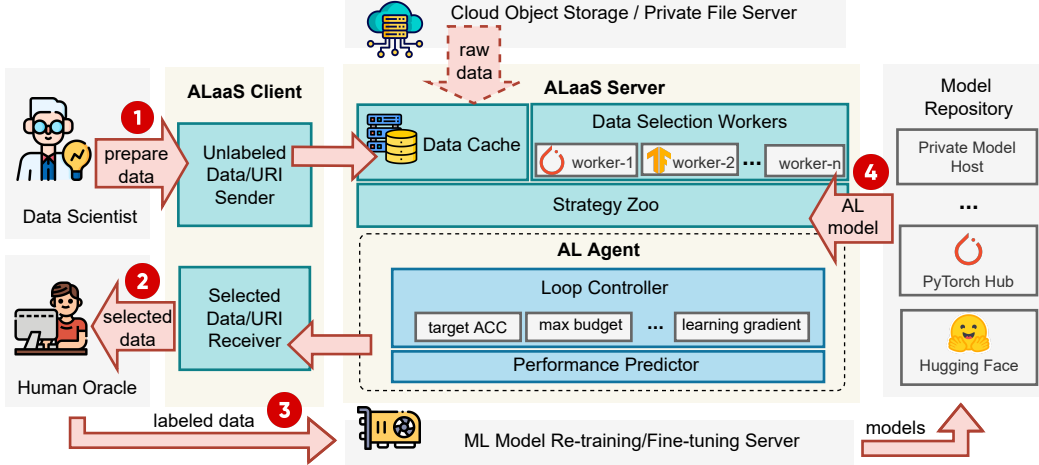 Cloud Object Storage / Private File Server
raw
data
ALaaS Client
ALaaS Server
Model
Repository
1
prepare
data
Data Scientist
Unlabeled
Data/URI
Sender
Data Cache
Data Selection Workers
worker-1
worker-2
...
worker-n
Strategy Zoo
4
AL
model
Private Model
Host
...
PyTorch Hub
Hugging Face
AL Agent
Loop Controller
target ACC
max budget
...
learning gradient
Performance Predictor
2
selected
data
Selected
Data/URI
Receiver
Human Oracle
labeled data
3
ML Model Re-training/Fine-tuning Server
models